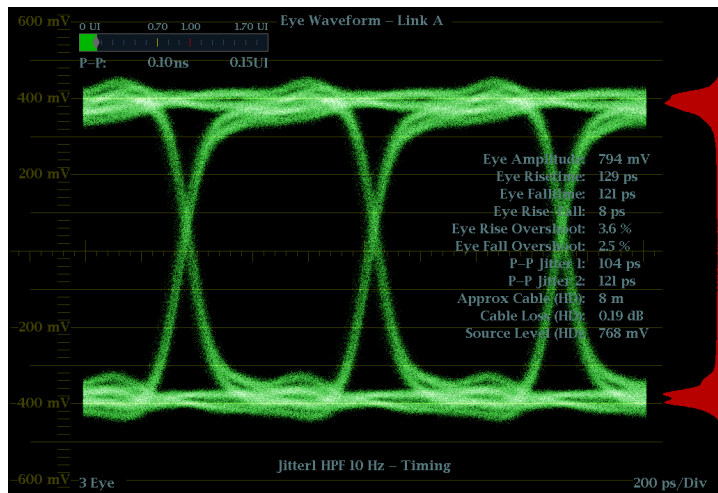 600 mV
Eye Waveform – Link A
0 UI 0.70 1.00 1.70 UI
P–P: 0.10ns 0.15UI
400 mV
200 mV
Eye Amplitude: 794 mV
Eye Risetime: 129 ps
Eye Falltime: 121 ps
Eye Rise-Fall: 8 ps
Eye Rise Overshoot: 3.6 %
Eye Fall Overshoot: 2.5 %
0 mV
P–P Jitter 1: 104 ps
P–P Jitter 2: 121 ps
Approx Cable (HD): 8 m
Cable Loss (HD): 0.19 dB
-200 mV
Source Level (HD): 768 mV
-400 mV
Jitter1 HPF 10 Hz – Timing
-600 mV
3 Eye
200 ps/Div